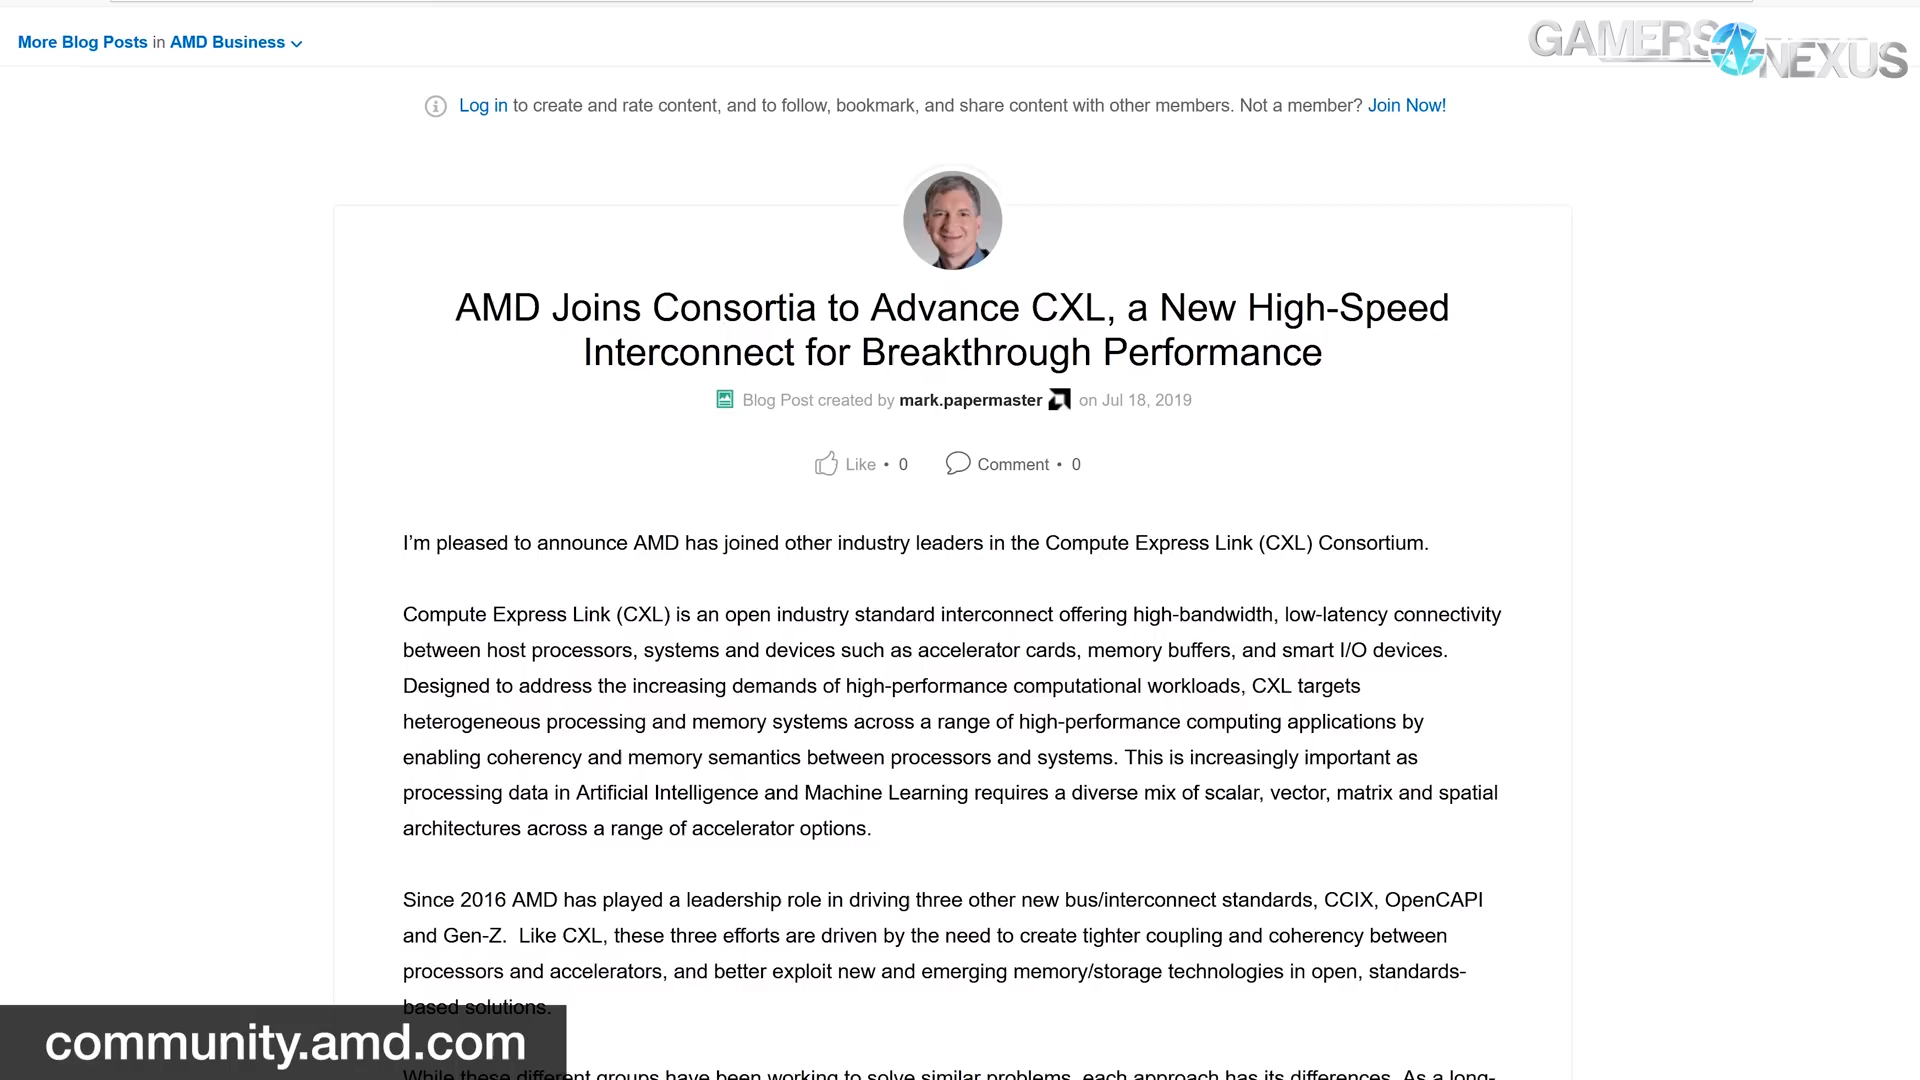 More Blog Posts in AMD Business
GAMERS NEXUS
Log in to create and rate content, and to follow, bookmark, and share content with other members. Not a member? Join Now!
AMD Joins Consortia to Advance CXL, a New High-Speed
Interconnect for Breakthrough Performance
Blog Post created by mark.papermaster on Jul 18, 2019
Like • 0 Comment • 0
I’m pleased to announce AMD has joined other industry leaders in the Compute Express Link (CXL) Consortium.
Compute Express Link (CXL) is an open industry standard interconnect offering high-bandwidth, low-latency connectivity
between host processors, systems and devices such as accelerator cards, memory buffers, and smart I/O devices.
Designed to address the increasing demands of high-performance computational workloads, CXL targets
heterogeneous processing and memory systems across a range of high-performance computing applications by
enabling coherency and memory semantics between processors and systems. This is increasingly important as
processing data in Artificial Intelligence and Machine Learning requires a diverse mix of scalar, vector, matrix and spatial
architectures across a range of accelerator options.
Since 2016 AMD has played a leadership role in driving three other new bus/interconnect standards, CCIX, OpenCAPI
and Gen-Z.  Like CXL, these three efforts are driven by the need to create tighter coupling and coherency between
processors and accelerators, and better exploit new and emerging memory/storage technologies in open, standards-
based solutions.
While these different groups have been working to solve similar problems, each approach has its differences. As a long-
community.amd.com